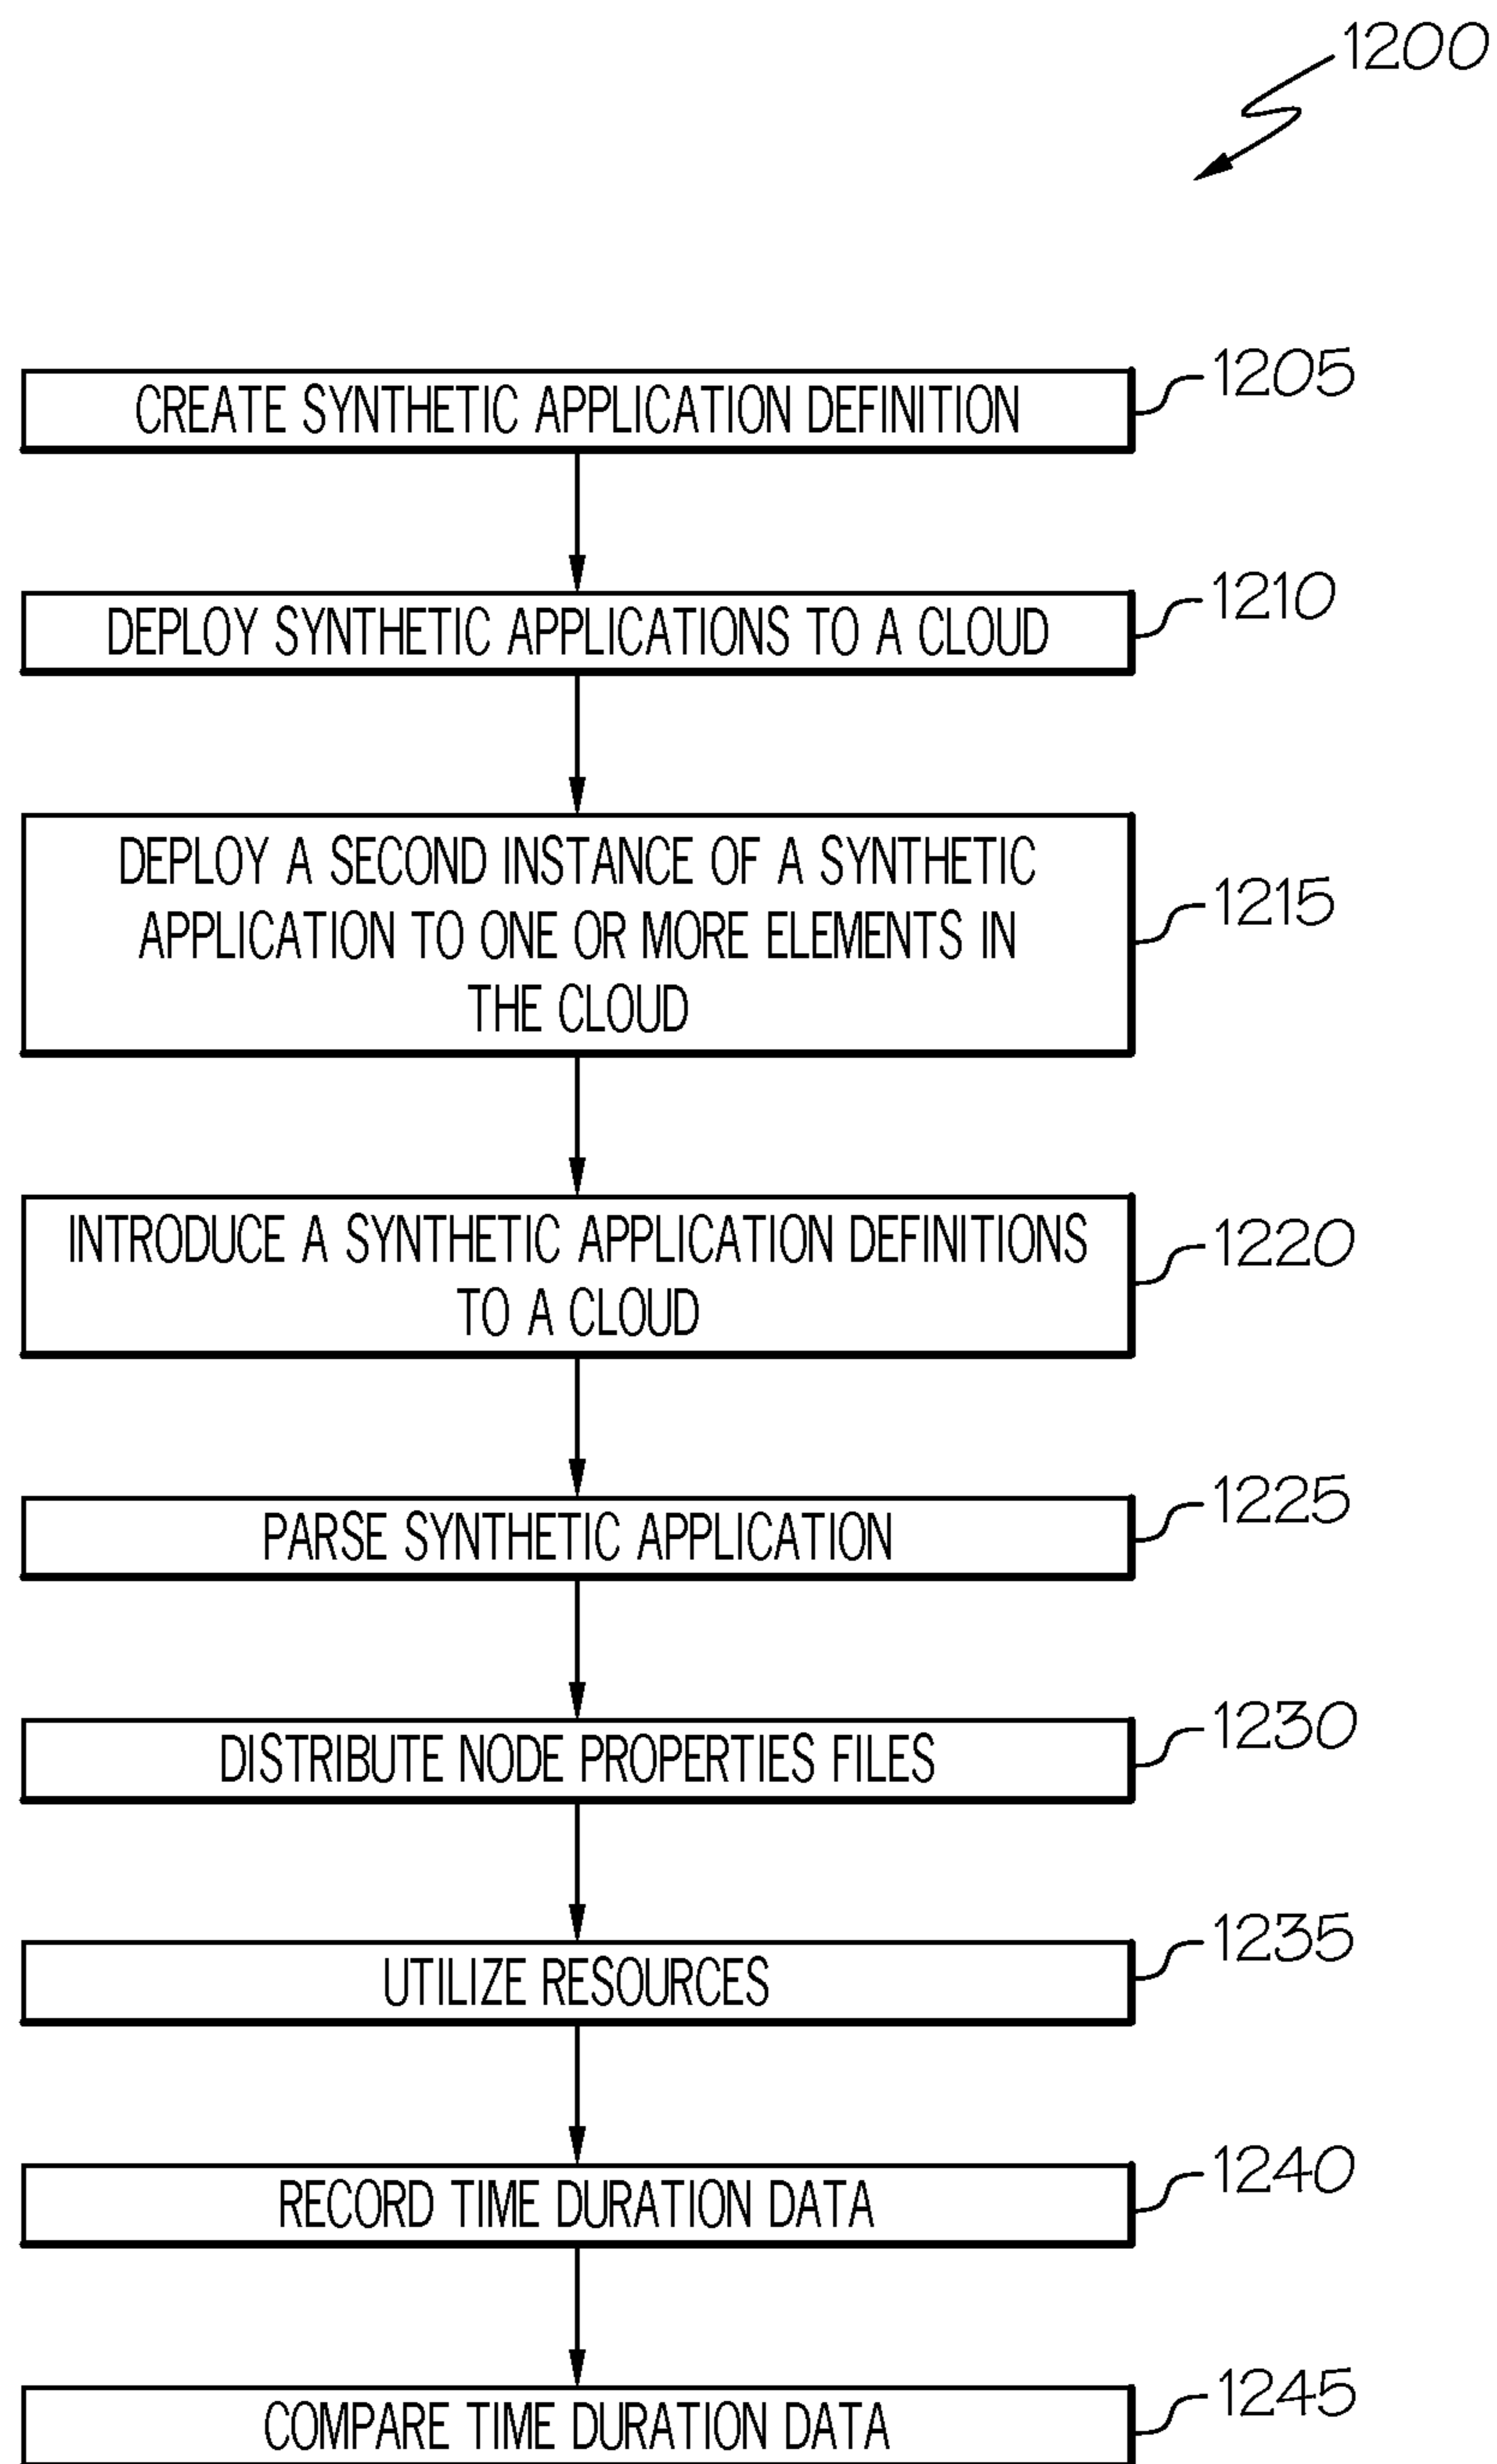 1200
CREATE SYNTHETIC APPLICATION DEFINITION
1205
DEPLOY SYNTHETIC APPLICATIONS TO A CLOUD
1210
DEPLOY A SECOND INSTANCE OF A SYNTHETIC
APPLICATION TO ONE OR MORE ELEMENTS IN
THE CLOUD
1215
INTRODUCE A SYNTHETIC APPLICATION DEFINITIONS
TO A CLOUD
1220
PARSE SYNTHETIC APPLICATION
1225
DISTRIBUTE NODE PROPERTIES FILES
1230
UTILIZE RESOURCES
1235
RECORD TIME DURATION DATA
1240
COMPARE TIME DURATION DATA
1245